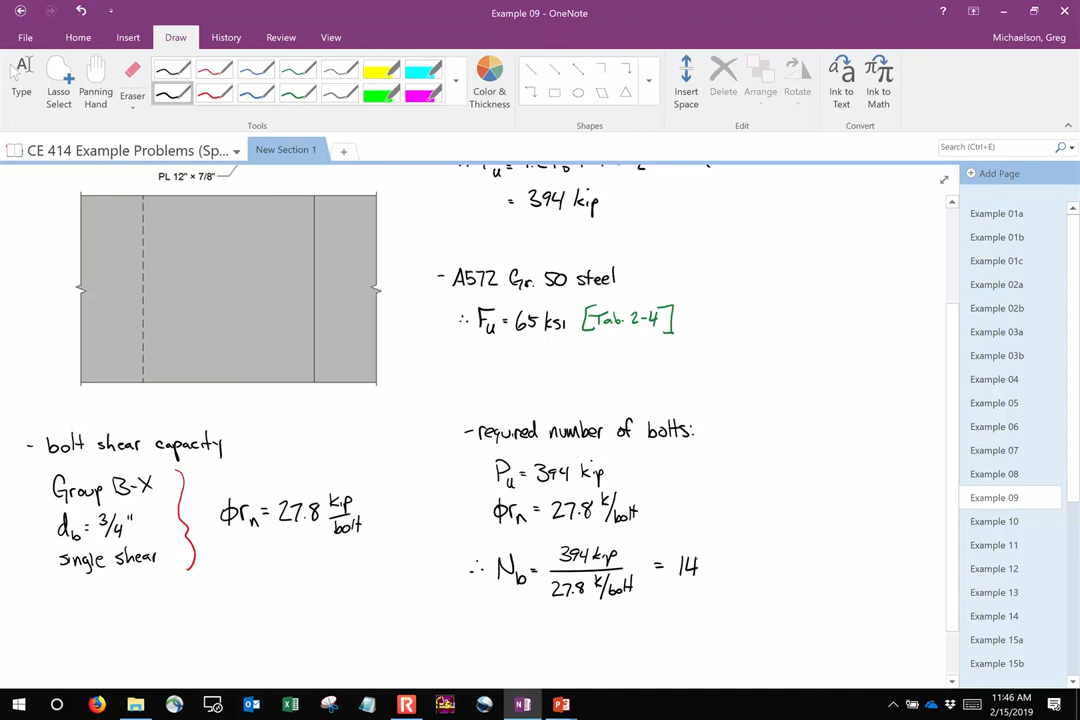 Example 09 - OneNote
Michaelson, Greg
File Home Insert Draw History Review View
Type
Lasso Select
Panning Hand
Eraser
Color & Thickness
Insert Space
Delete
Arrange
Rotate
Ink to Text
Ink to Math
Tools
Shapes
Edit
Convert
CE 414 Example Problems (Sp...
New Section 1
Search (Ctrl+E)
Add Page
PL 12" × 7/8"
= 394 kip
- A572 Gr. 50 steel
∴ Fu = 65 ksi [Tab. 2-4]
- bolt shear capacity
Group B-X
db = 3/4"
single shear
ϕrn = 27.8 kip/bolt
- required number of bolts:
Pu = 394 kip
ϕrn = 27.8 k/bolt
∴ Nb = 394 kip / 27.8 k/bolt = 14
Example 01a
Example 01b
Example 01c
Example 02a
Example 02b
Example 03a
Example 03b
Example 04
Example 05
Example 06
Example 07
Example 08
Example 09
Example 10
Example 11
Example 12
Example 13
Example 14
Example 15a
Example 15b
11:46 AM
2/15/2019